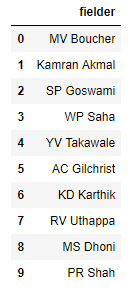 fielder
0 MV Boucher
1 Kamran Akmal
2 SP Goswami
3 WP Saha
4 YV Takawale
5 AC Gilchrist
6 KD Karthik
7 RV Uthappa
8 MS Dhoni
9 PR Shah